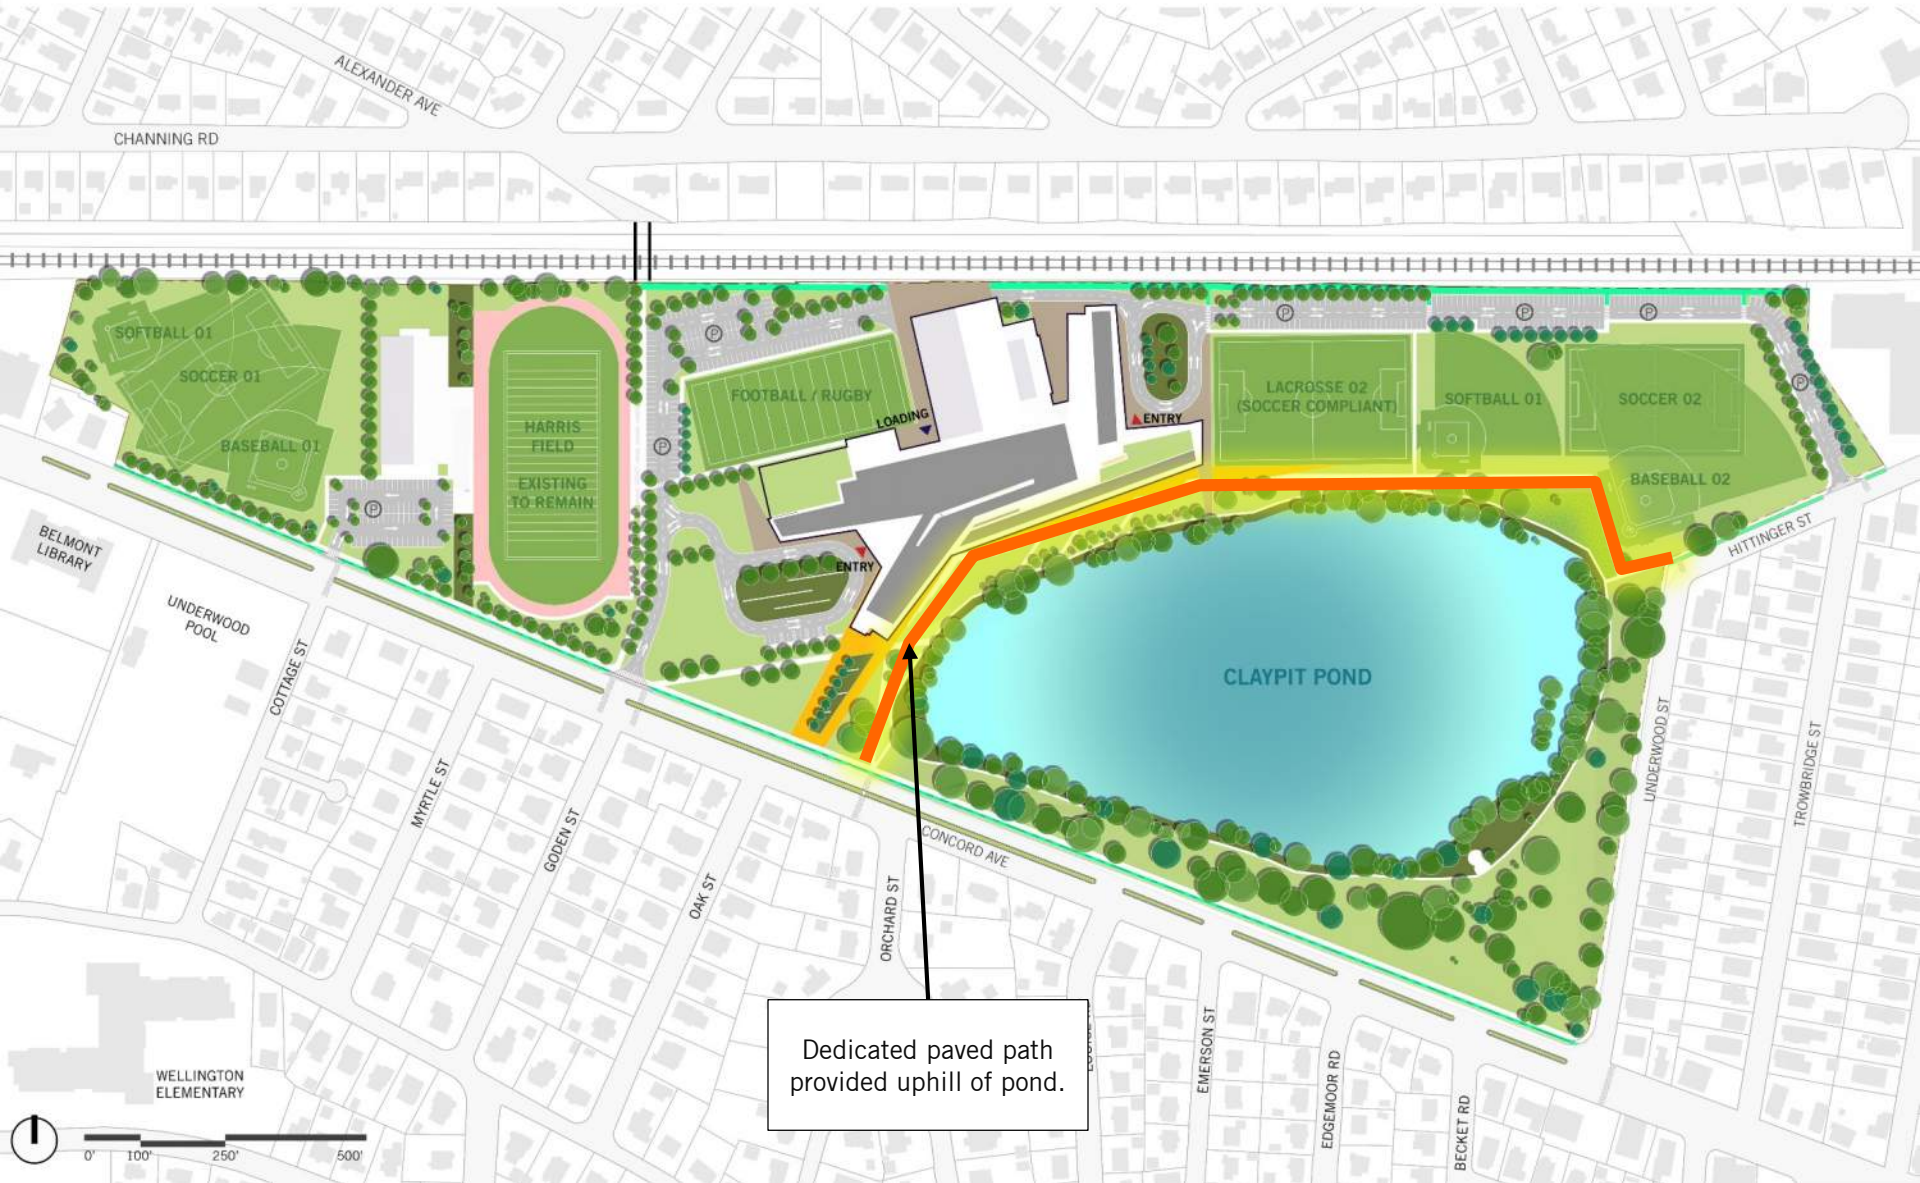 ALEXANDER AVE
CHANNING RD
SOFTBALL 01
SOCCER 01
BASEBALL 01
HARRIS
FIELD
EXISTING
TO REMAIN
P
P
P
FOOTBALL / RUGBY
LOADING
ENTRY
ENTRY
P
P
P
P
LACROSSE 02
(SOCCER COMPLIANT)
SOFTBALL 01
SOCCER 02
BASEBALL 02
HITTINGER ST
BELMONT
LIBRARY
UNDERWOOD
POOL
COTTAGE ST
MYRTLE ST
GODEN ST
OAK ST
ORCHARD ST
CONCORD AVE
CLAYPIT POND
UNDERWOOD ST
TROWBRIDGE ST
EMERSON ST
EDGEMOOR RD
BECKET RD
Dedicated paved path
provided uphill of pond.
WELLINGTON
ELEMENTARY
0' 100' 250' 500'